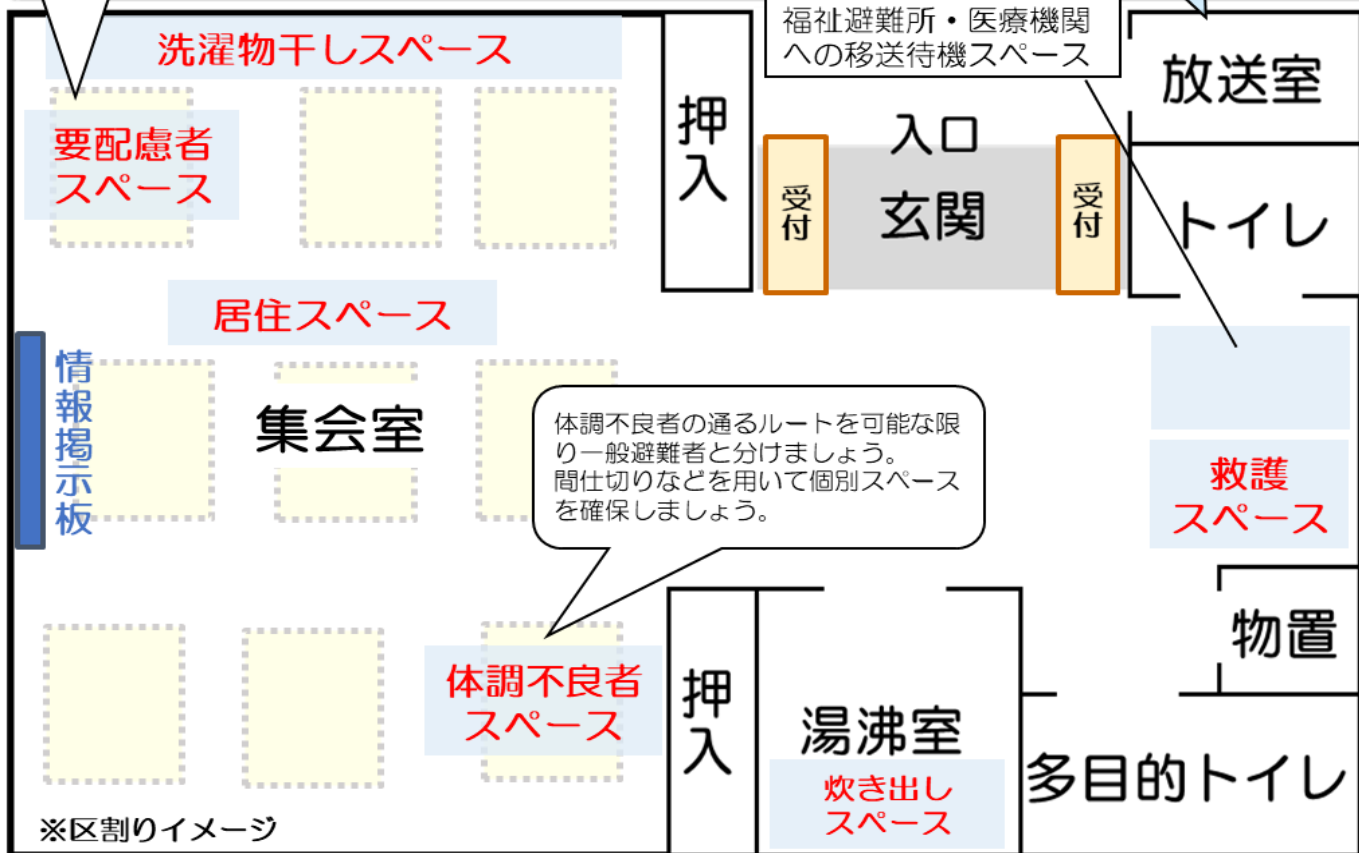 福祉避難所・医療機関
への移送待機スペース
洗濯物干しスペース
放送室
押入
入口
要配慮者
スペース
受付
玄関
受付
トイレ
居住スペース
情報掲示板
集会室
体調不良者の通るルートを可能な限
り一般避難者と分けましょう。
間仕切りなどを用いて個別スペース
を確保しましょう。
救護
スペース
物置
体調不良者
スペース
押入
湯沸室
多目的トイレ
炊き出し
スペース
※区割りイメージ